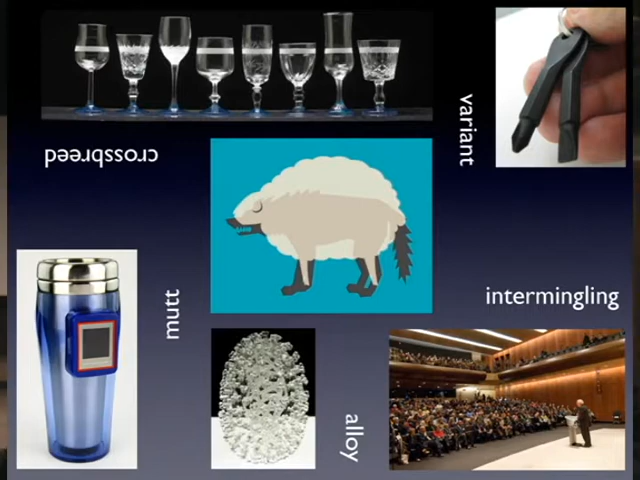 variant
crossbreed
intermingling
mutt
alloy